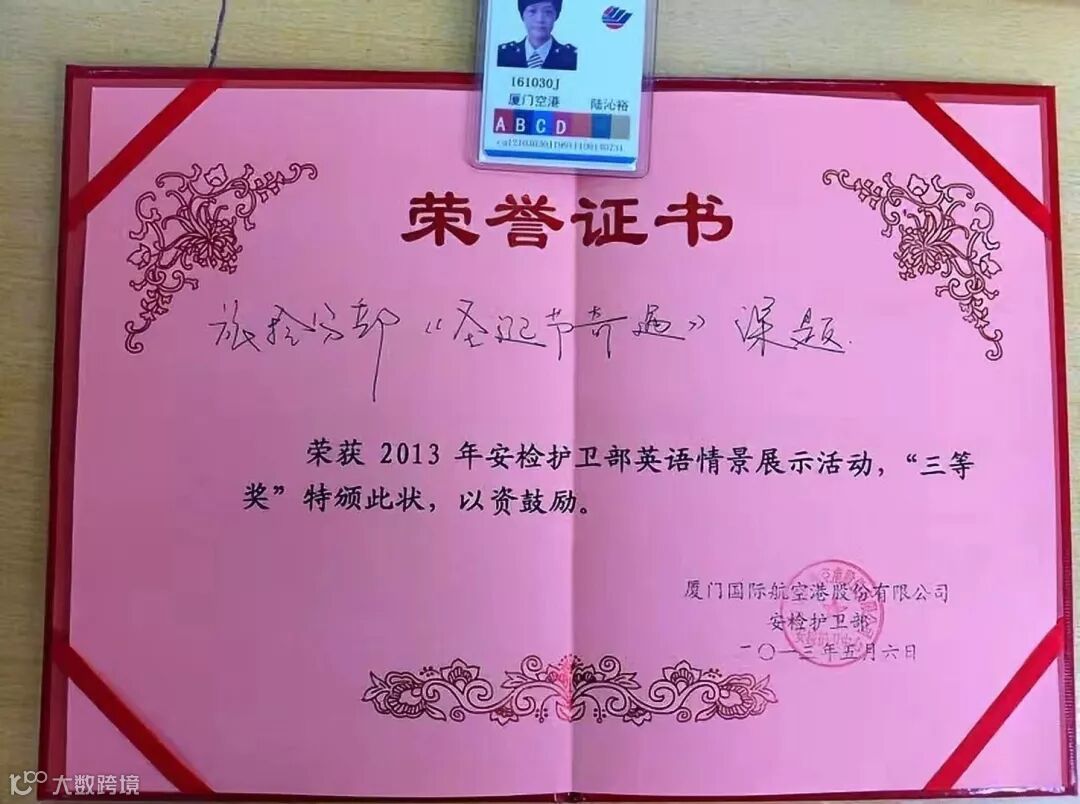 161030J
厦门空港 陆沁裕
A B C D
荣誉证书
旅检分部《圣诞节奇遇》课题
荣获 2013 年安检护卫部英语情景展示活动，“三等
奖”特颁此状，以资鼓励。
厦门国际航空港股份有限公司
安检护卫部
二〇一三年五月六日
大数跨境